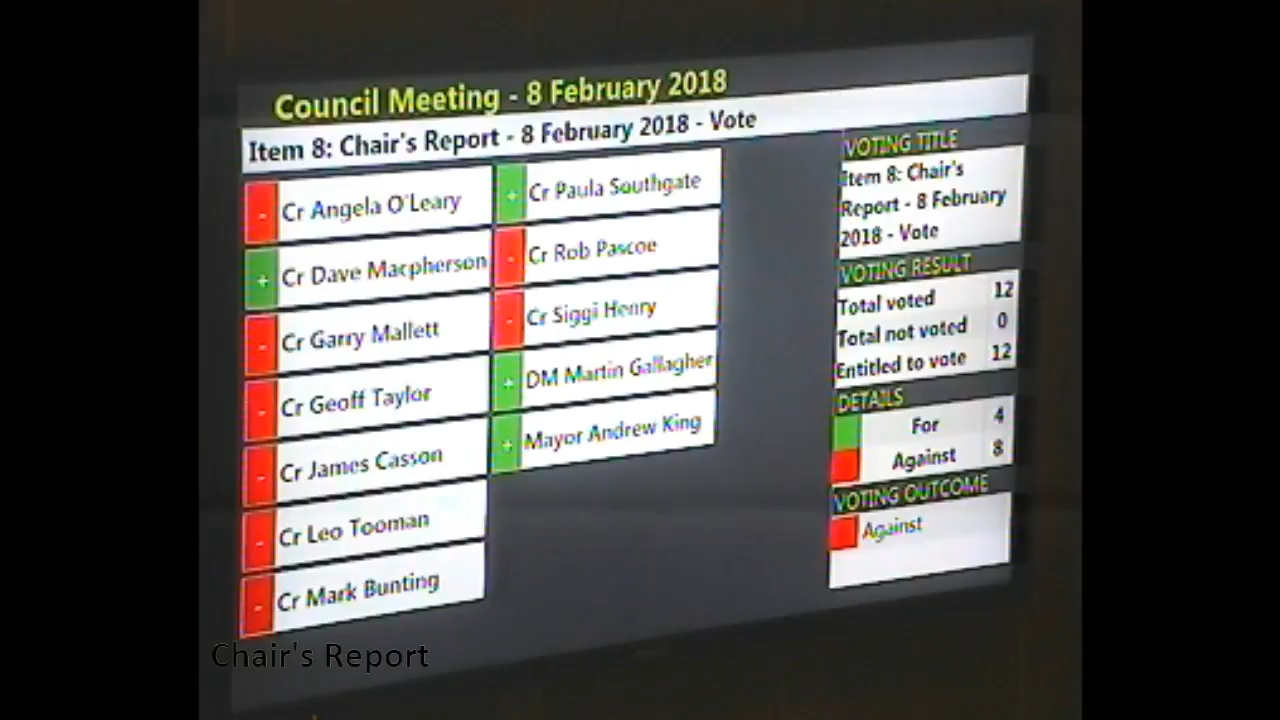 Council Meeting - 8 February 2018
Item 8: Chair's Report - 8 February 2018 - Vote
- Cr Angela O'Leary
+ Cr Dave Macpherson
- Cr Garry Mallett
- Cr Geoff Taylor
- Cr James Casson
- Cr Leo Tooman
- Cr Mark Bunting
+ Cr Paula Southgate
- Cr Rob Pascoe
- Cr Siggi Henry
+ DM Martin Gallagher
+ Mayor Andrew King
VOTING TITLE
Item 8: Chair's
Report - 8 February
2018 - Vote
VOTING RESULT
Total voted 12
Total not voted 0
Entitled to vote 12
DETAILS
For 4
Against 8
VOTING OUTCOME
Against
Chair's Report